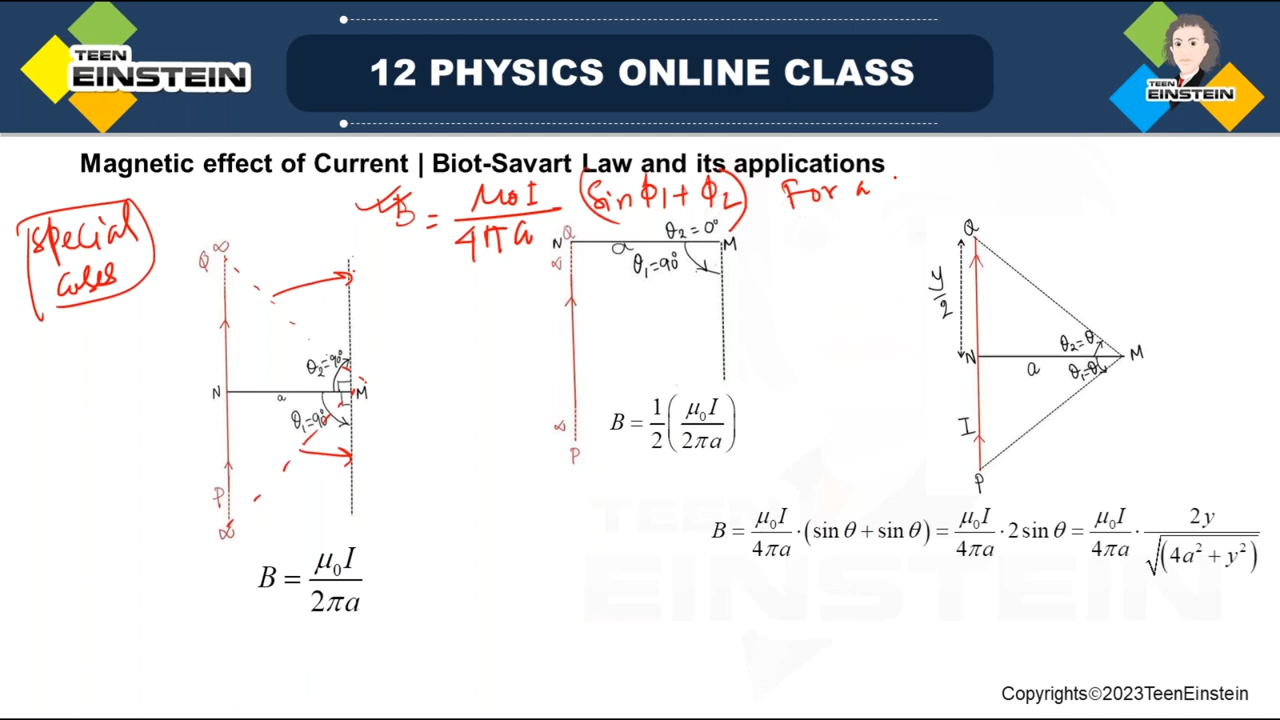 TEEN
EINSTEIN
12 PHYSICS ONLINE CLASS
TEEN
EINSTEIN
Magnetic effect of Current | Biot-Savart Law and its applications
special
cases
B = μ₀I / 4πa (Sin φ₁ + φ₂) For a
Q ∞
N
a
M
θ₂=90°
θ₁=90°
P
∞
B = μ₀I / 2πa
N Q
∞
a
θ₂=0°
M
θ₁=90°
∞
P
B = 1/2 (μ₀I / 2πa)
Q
y/2
N
a
θ₂=θ
θ₁=θ
M
I
P
B = μ₀I / 4πa · (sin θ + sin θ) = μ₀I / 4πa · 2 sin θ = μ₀I / 4πa · 2y / √(4a² + y²)
TEEN
EINSTEIN
Copyrights©2023TeenEinstein